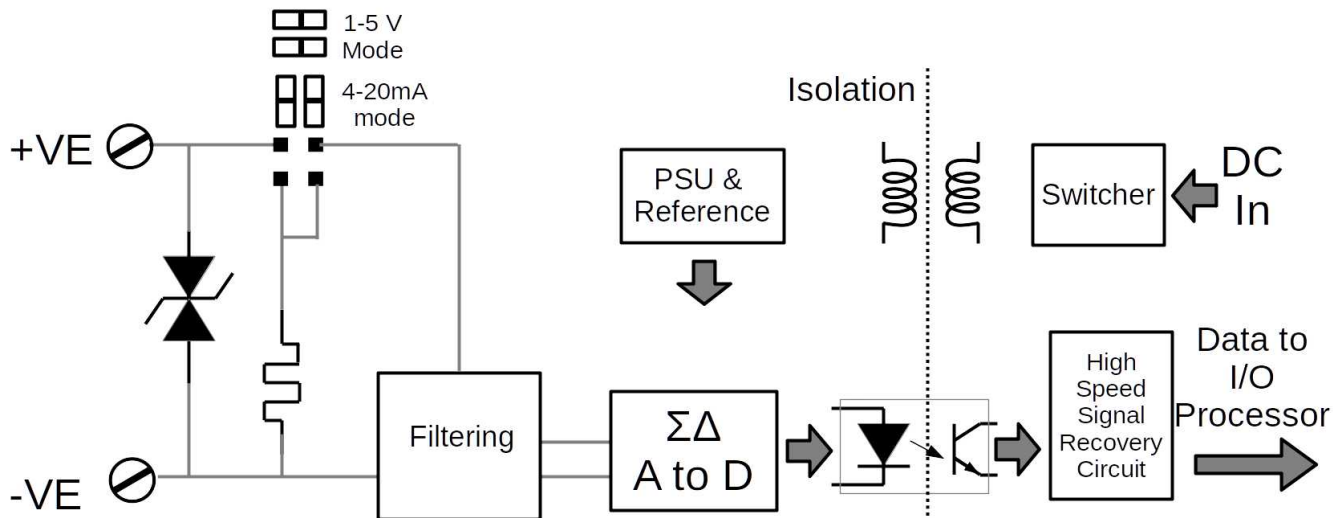 1-5 V
Mode
4-20mA
mode
Isolation
+VE
PSU &
Reference
Switcher
DC
In
Filtering
ΣΔ
A to D
High
Speed
Signal
Recovery
Circuit
Data to
I/O
Processor
-VE